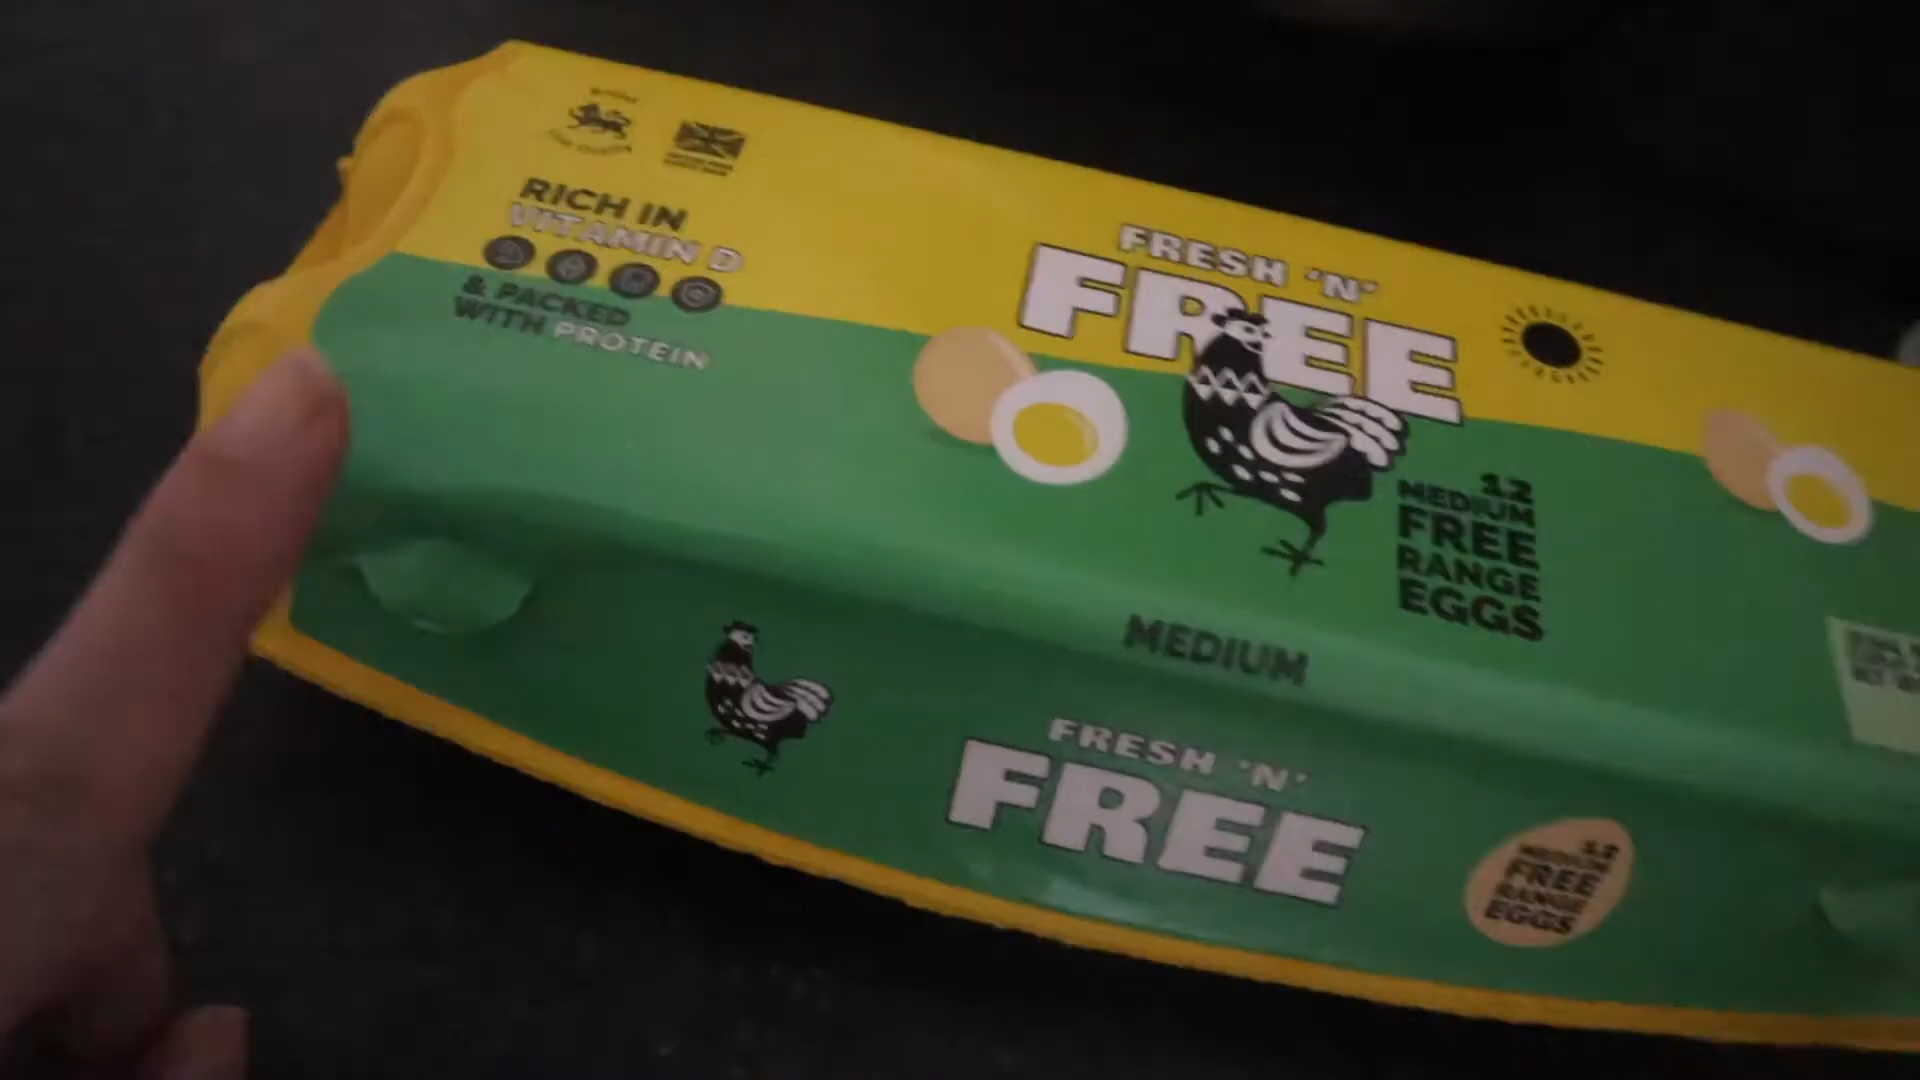 RICH IN
VITAMIN D
& PACKED
WITH PROTEIN
FRESH 'N'
FREE
12
MEDIUM
FREE
RANGE
EGGS
MEDIUM
FRESH 'N'
FREE
12
MEDIUM
FREE
RANGE
EGGS